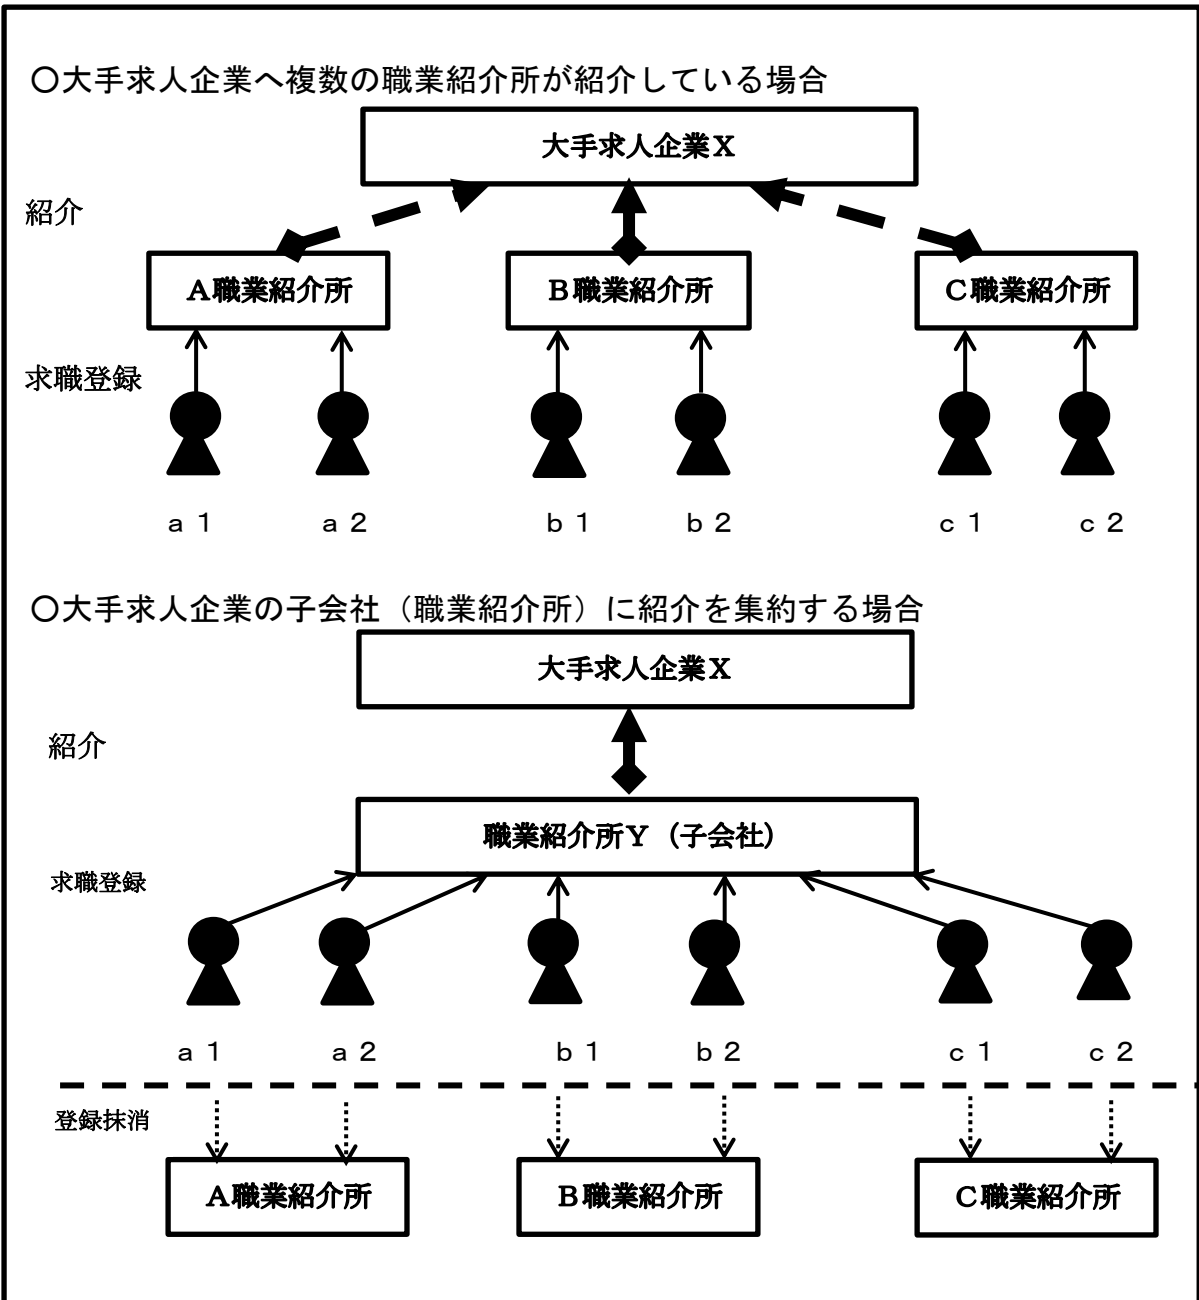 〇大手求人企業へ複数の職業紹介所が紹介している場合
大手求人企業Ｘ
紹介
Ａ職業紹介所
Ｂ職業紹介所
Ｃ職業紹介所
求職登録
ａ１
ａ２
ｂ１
ｂ２
ｃ１
ｃ２
〇大手求人企業の子会社（職業紹介所）に紹介を集約する場合
大手求人企業Ｘ
紹介
職業紹介所Ｙ（子会社）
求職登録
ａ１
ａ２
ｂ１
ｂ２
ｃ１
ｃ２
登録抹消
Ａ職業紹介所
Ｂ職業紹介所
Ｃ職業紹介所